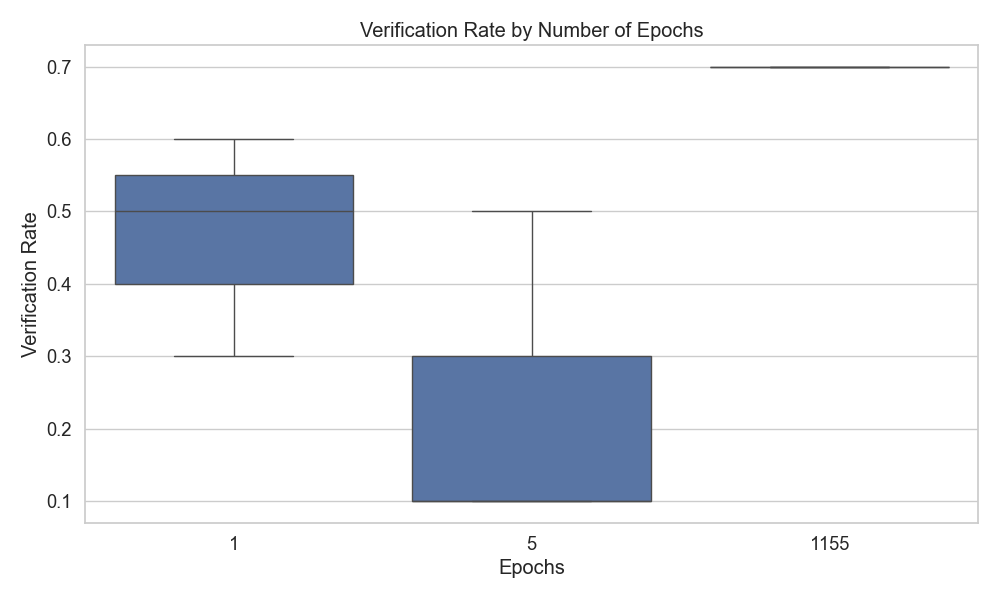 Verification Rate by Number of Epochs
Verification Rate
0.7
0.6
0.5
0.4
0.3
0.2
0.1
1 5 1155
Epochs